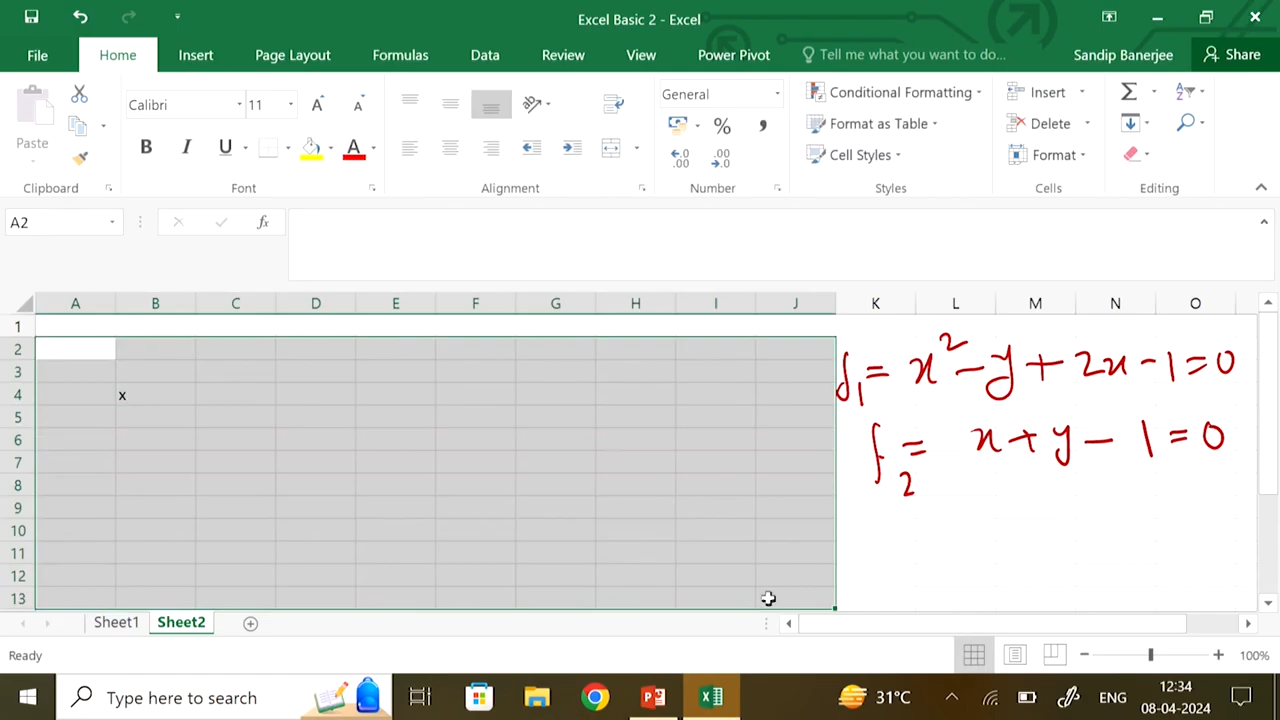 Excel Basic 2 - Excel
File Home Insert Page Layout Formulas Data Review View Power Pivot Tell me what you want to do... Sandip Banerjee Share
Calibri 11 General Conditional Formatting Insert
Paste B I U A % , Format as Table Delete
.00 .0 Cell Styles Format
Clipboard Font Alignment Number Styles Cells Editing
A2 fx
A B C D E F G H I J K L M N O
1
2
3
4 x
5
6
7
8
9
10
11
12
13
f₁ = x² - y + 2x - 1 = 0
f₂ = x + y - 1 = 0
Sheet1 Sheet2
Ready 100%
Type here to search 31°C ENG 12:34
08-04-2024